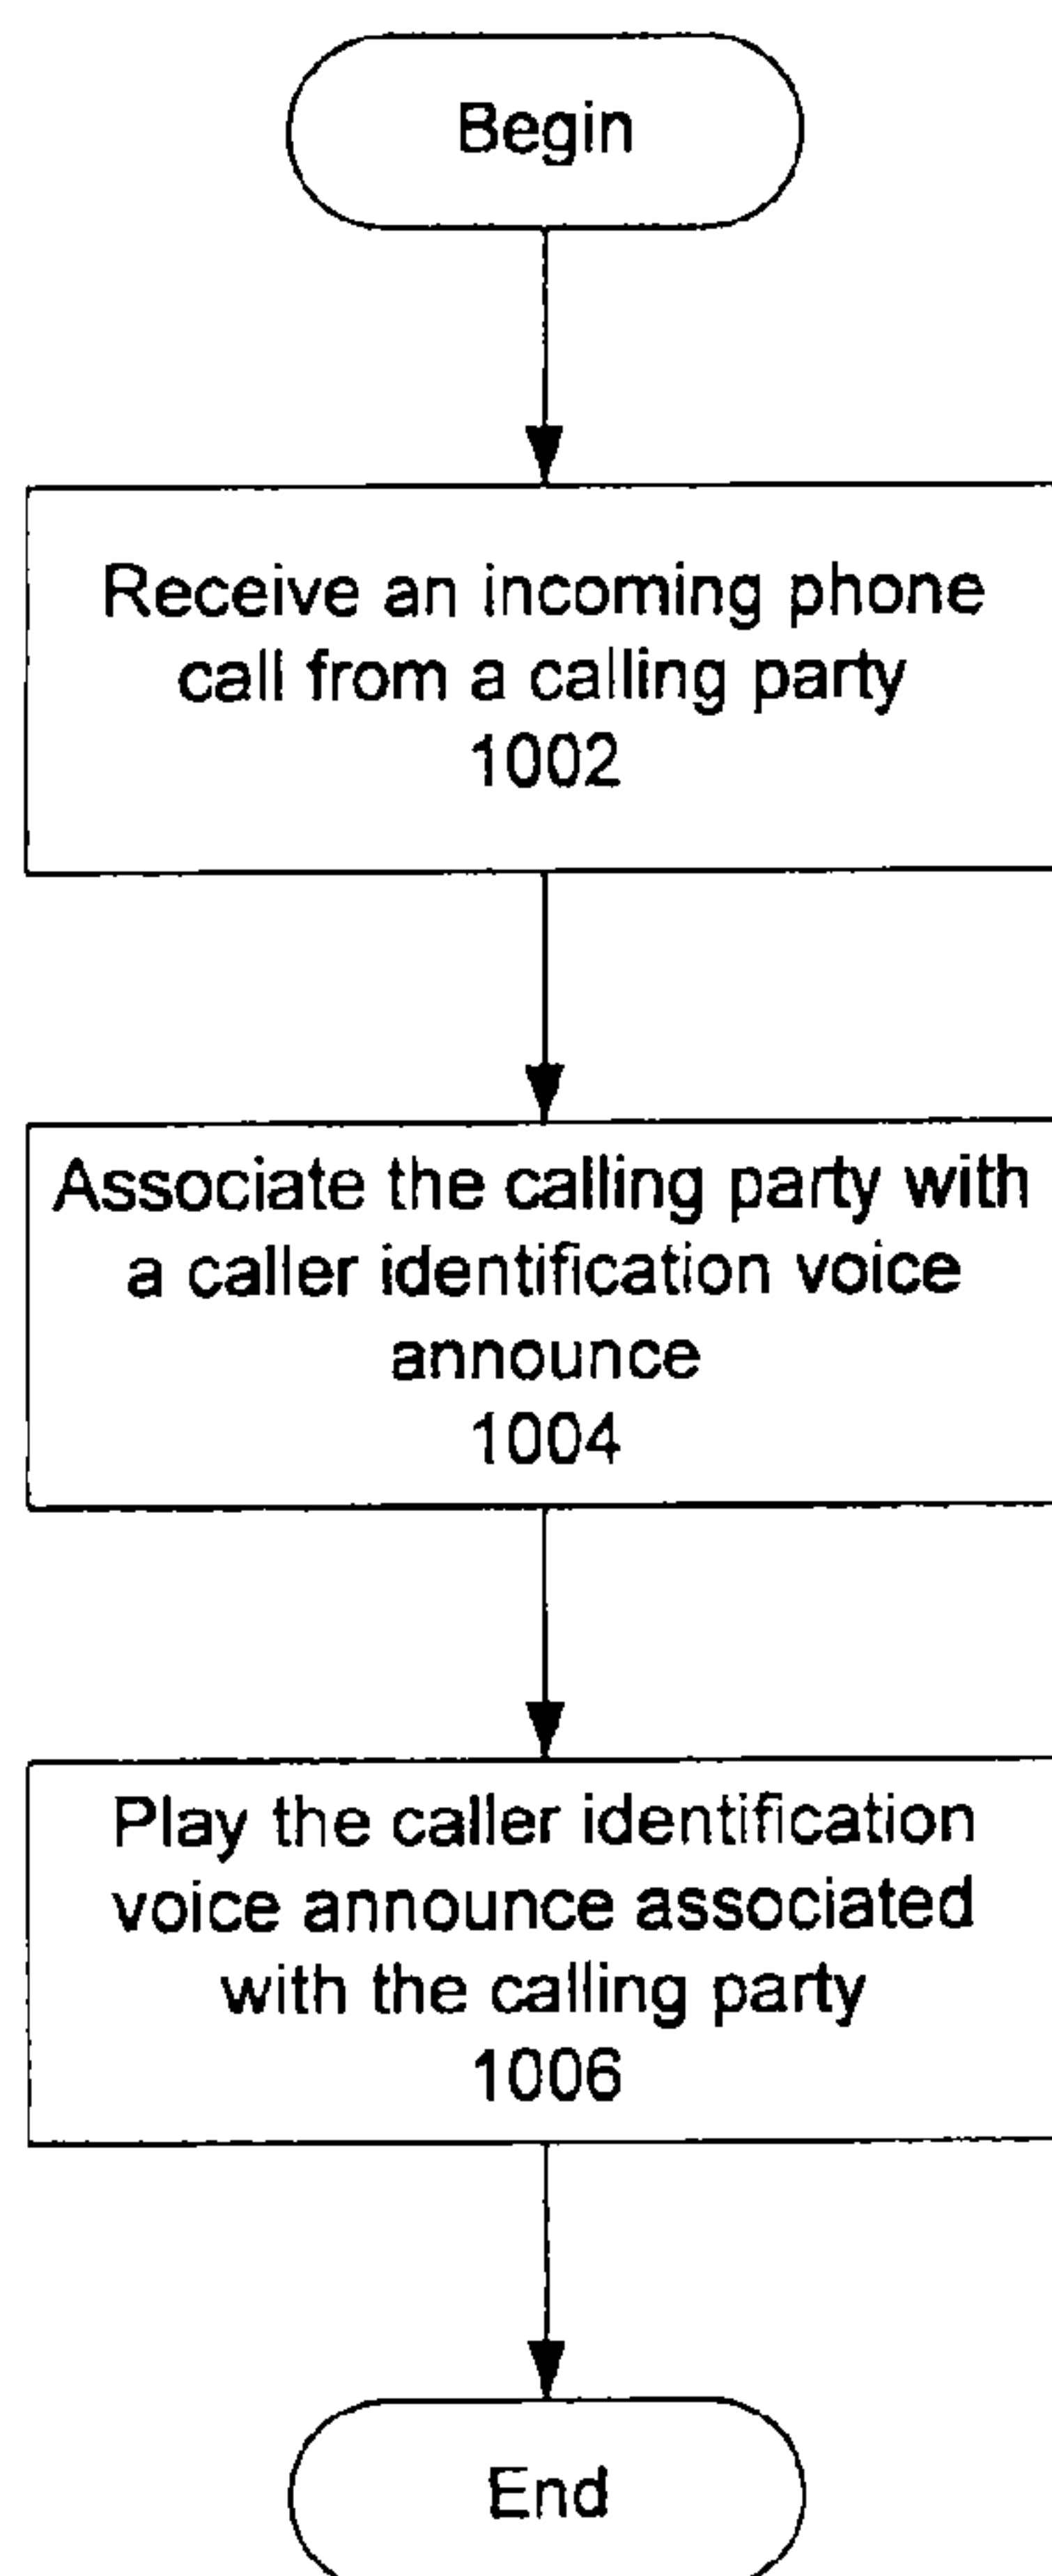 Begin
Receive an incoming phone
call from a calling party
1002
Associate the calling party with
a caller identification voice
announce
1004
Play the caller identification
voice announce associated
with the calling party
1006
End